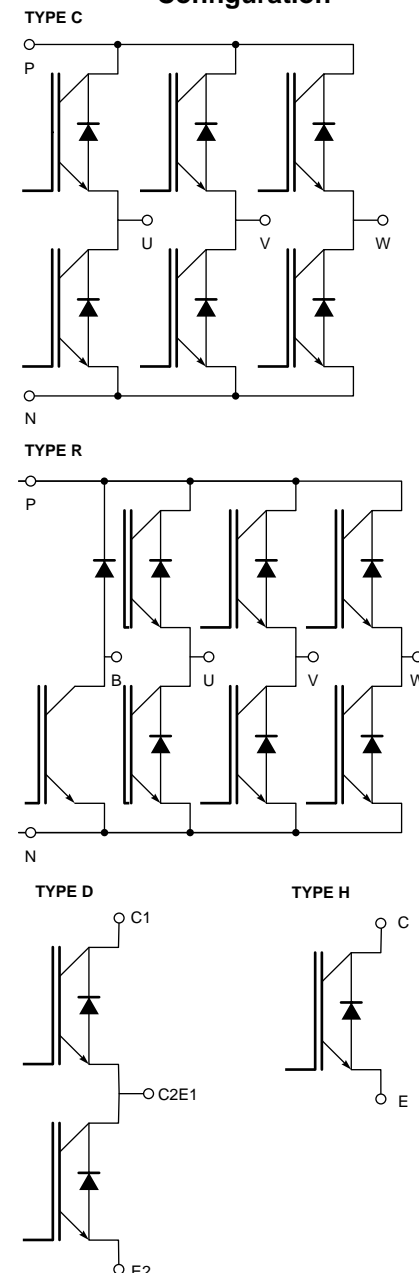 Configuration
TYPE C
P
U
V
W
N
TYPE R
P
B
U
V
W
N
TYPE D
TYPE H
C1
C
C2E1
E
E2